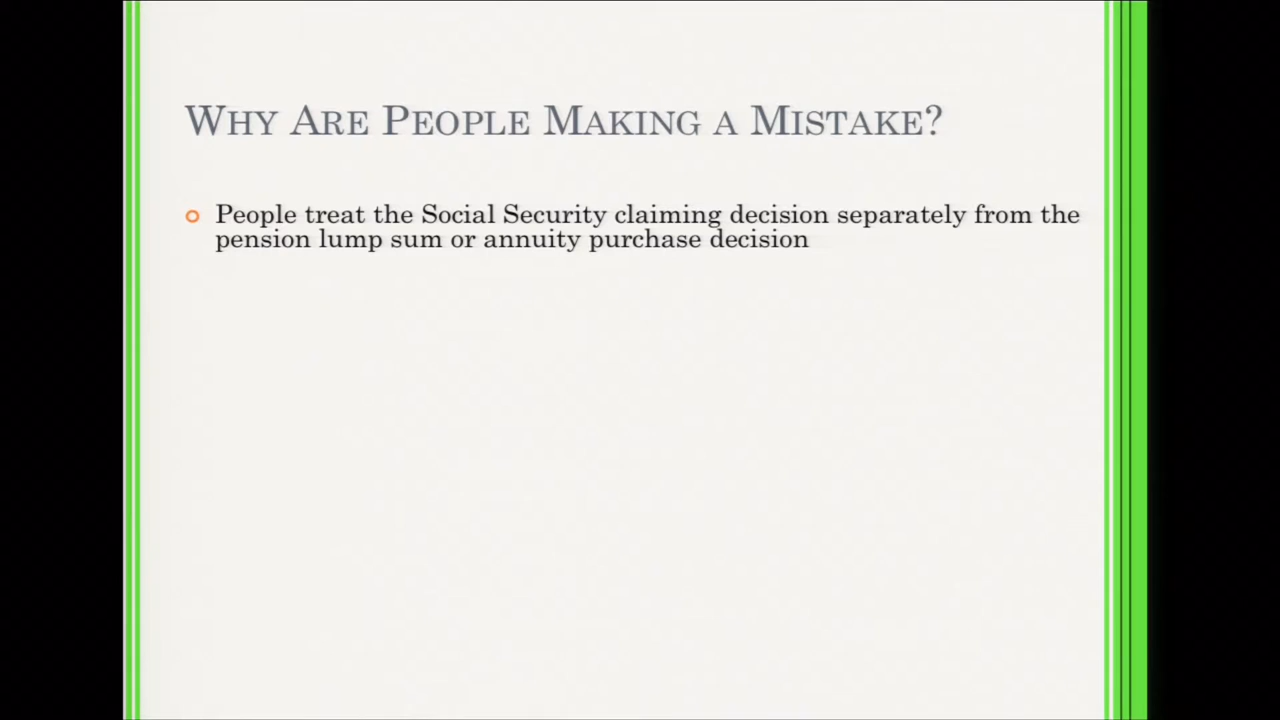 Why Are People Making a Mistake?
People treat the Social Security claiming decision separately from the
pension lump sum or annuity purchase decision